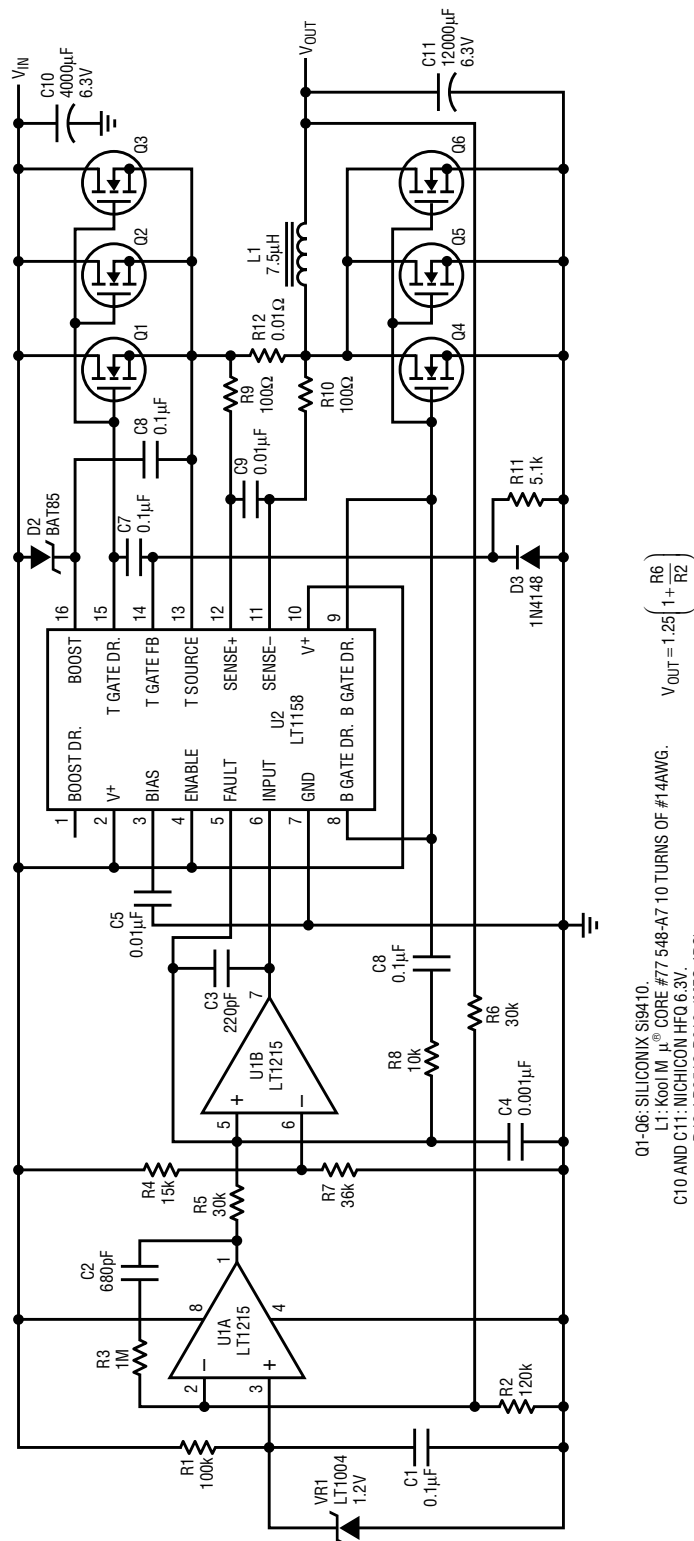 VIN
C10
4000µF
6.3V
Q1
Q2
Q3
D2
BAT85
C8
0.1µF
C7
0.1µF
R9
100Ω
R12
0.01Ω
C9
0.01µF
R10
100Ω
L1
7.5µH
VOUT
C11
12000µF
6.3V
Q4
Q5
Q6
D3
1N4148
R11
5.1k
16
15
14
13
12
11
10
9
BOOST
T GATE DR.
T GATE FB
T SOURCE
SENSE+
SENSE–
V+
B GATE DR.
U2
LT1158
BOOST DR.
V+
BIAS
ENABLE
FAULT
INPUT
GND
B GATE DR.
1
2
3
4
5
6
7
8
C5
0.01µF
C3
220pF
7
U1B
LT1215
+
–
5
6
C8
0.1µF
R8
10k
R6
30k
C4
0.001µF
R4
15k
R5
30k
R7
36k
C2
680pF
R3
1M
1
8
4
U1A
LT1215
–
+
2
3
R2
120k
R1
100k
C1
0.1µF
VR1
LT1004
1.2V
Q1-Q6: SILICONIX Si9410.
L1: Kool M µ® CORE #77 548-A7 10 TURNS OF #14AWG.
C10 AND C11: NICHICON HFQ 6.3V.
VOUT = 1.25(1 + R6/R2)